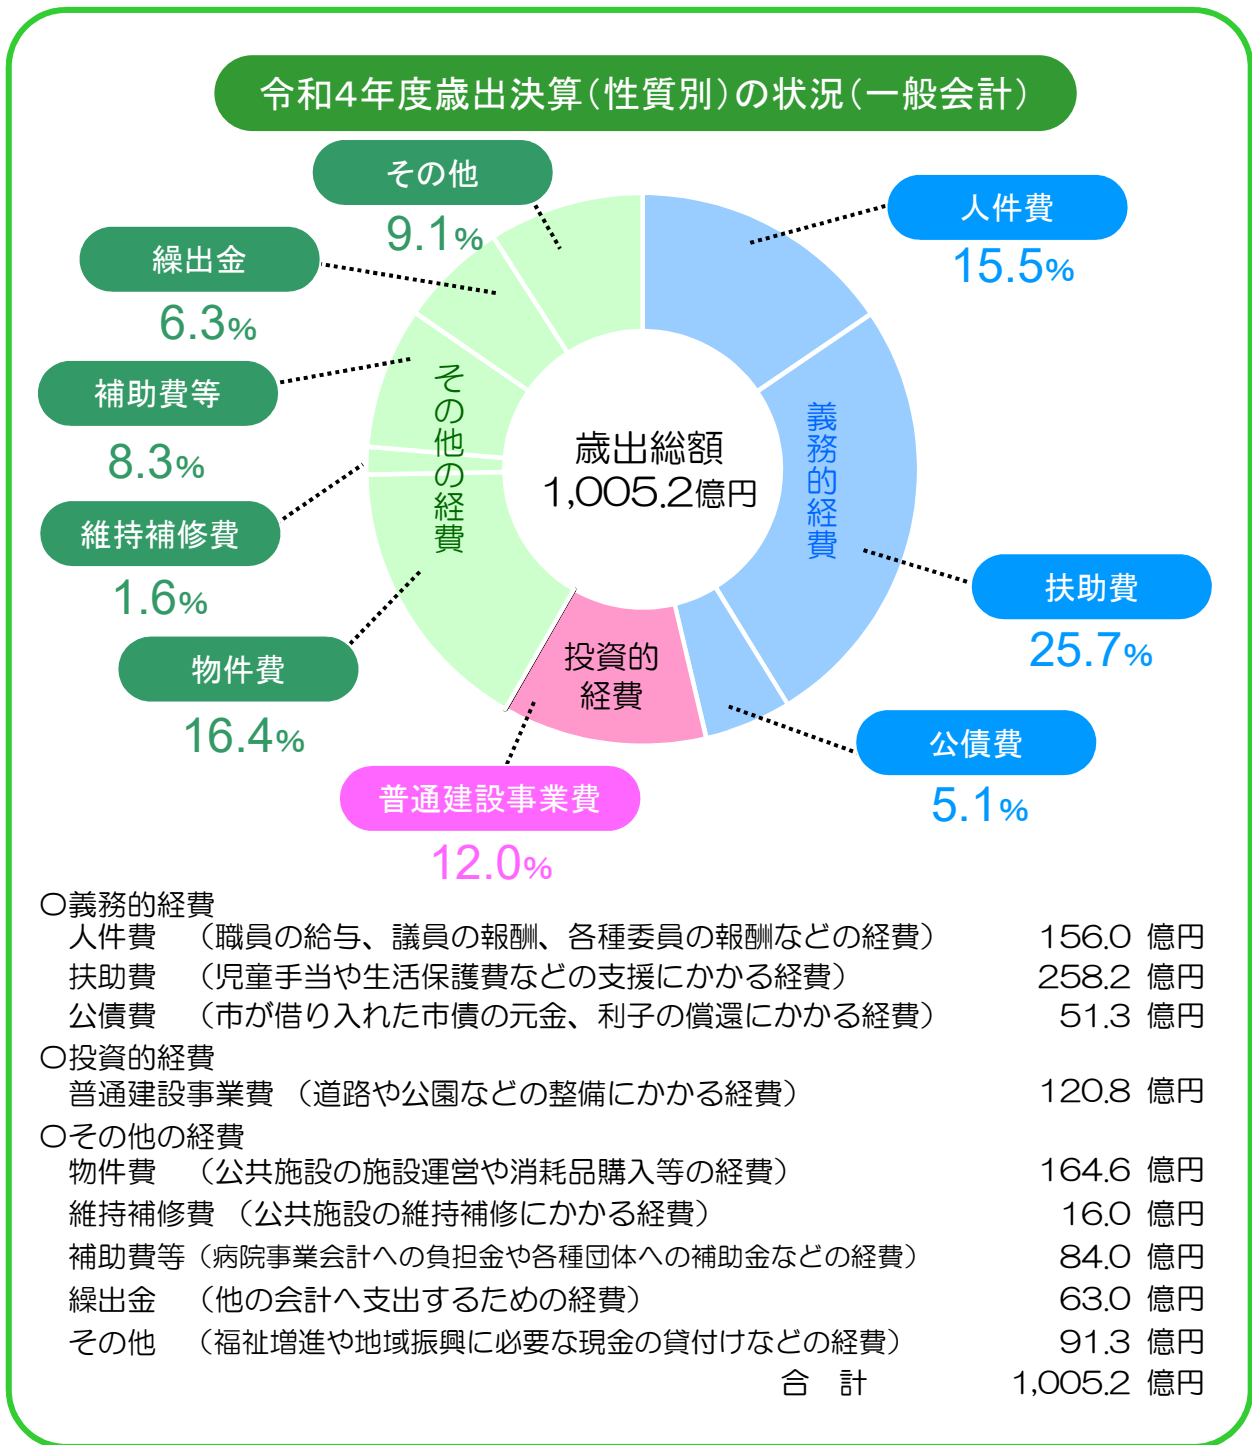 令和4年度歳出決算(性質別)の状況(一般会計)
その他
9.1%
人件費
15.5%
繰出金
6.3%
補助費等
8.3%
維持補修費
1.6%
物件費
16.4%
その他の経費
歳出総額
1,005.2億円
義務的経費
扶助費
25.7%
投資的
経費
公債費
5.1%
普通建設事業費
12.0%
○義務的経費
人件費 (職員の給与、議員の報酬、各種委員の報酬などの経費) 156.0 億円
扶助費 (児童手当や生活保護費などの支援にかかる経費) 258.2 億円
公債費 (市が借り入れた市債の元金、利子の償還にかかる経費) 51.3 億円
○投資的経費
普通建設事業費 (道路や公園などの整備にかかる経費) 120.8 億円
○その他の経費
物件費 (公共施設の施設運営や消耗品購入等の経費) 164.6 億円
維持補修費 (公共施設の維持補修にかかる経費) 16.0 億円
補助費等 (病院事業会計への負担金や各種団体への補助金などの経費) 84.0 億円
繰出金 (他の会計へ支出するための経費) 63.0 億円
その他 (福祉増進や地域振興に必要な現金の貸付けなどの経費) 91.3 億円
合 計 1,005.2 億円